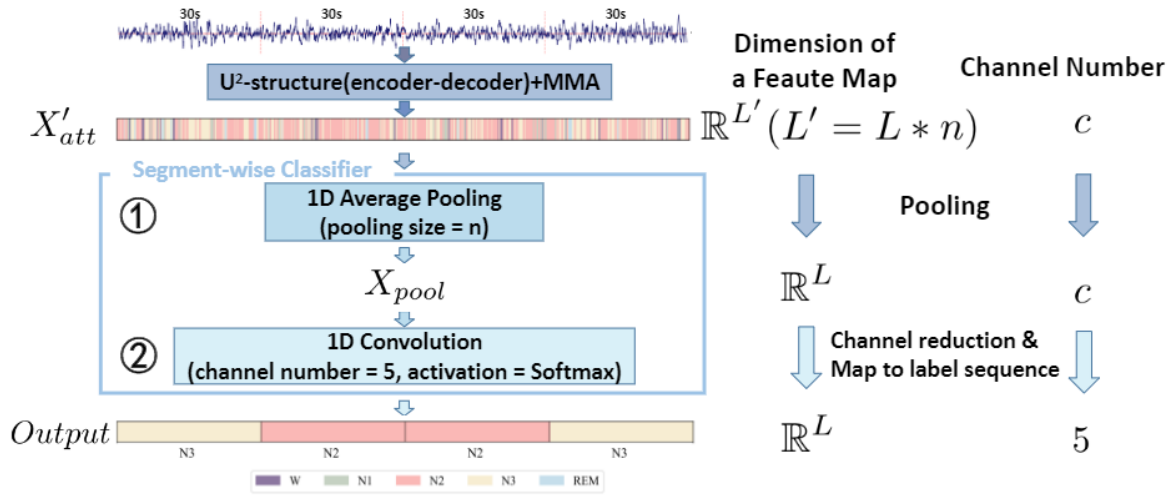 30s 30s 30s 30s
U²-structure(encoder-decoder)+MMA
Dimension of
a Feaute Map
Channel Number
X'_{att}
ℝ^{L'} (L' = L * n)
c
Segment-wise Classifier
①
1D Average Pooling
(pooling size = n)
Pooling
X_{pool}
ℝ^L
c
②
1D Convolution
(channel number = 5, activation = Softmax)
Channel reduction &
Map to label sequence
Output
ℝ^L
5
N3 N2 N2 N3
W N1 N2 N3 REM